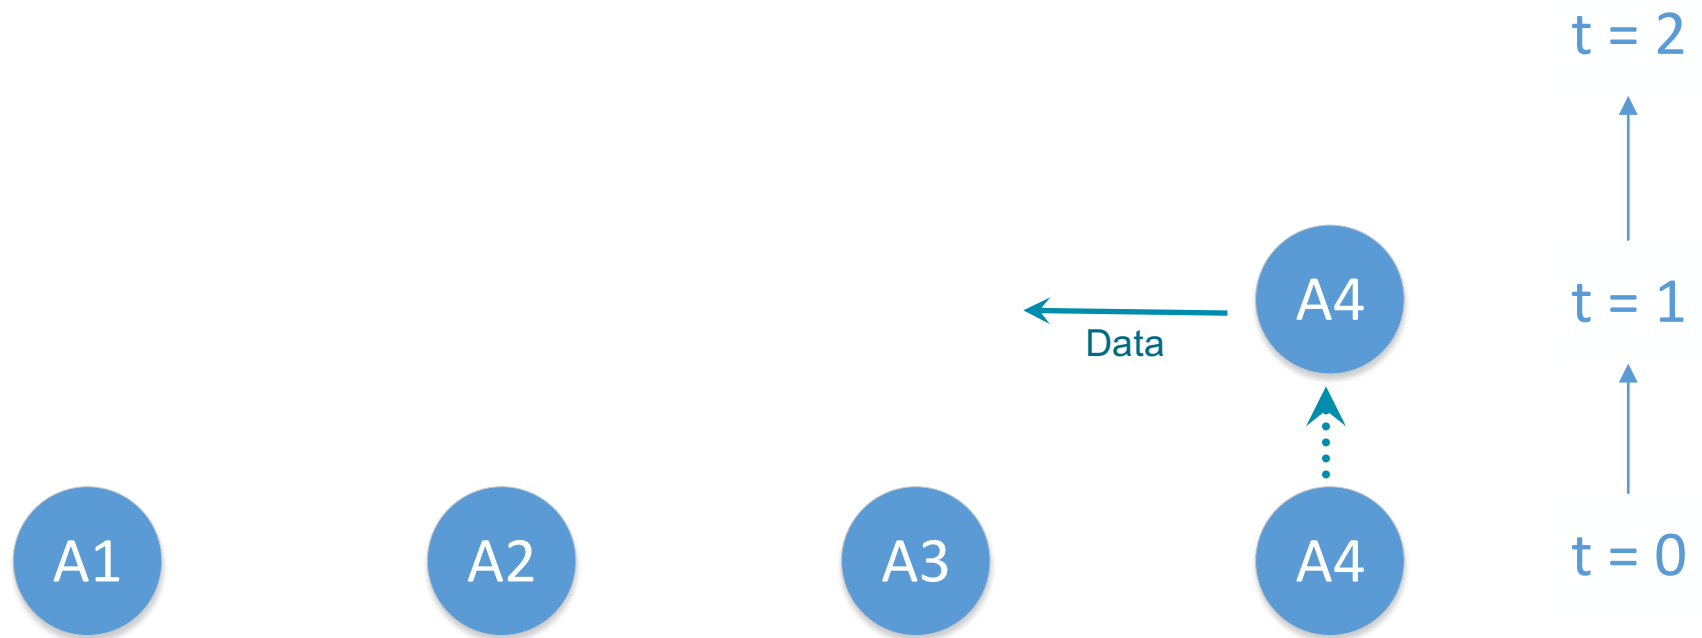 t = 2
A4
t = 1
Data
A1
A2
A3
A4
t = 0